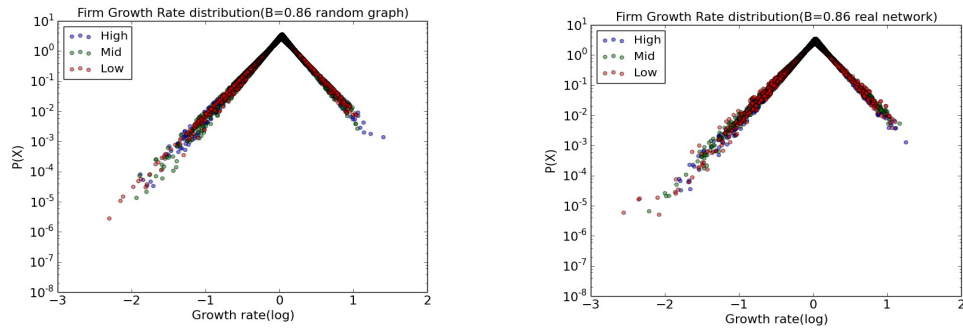 Firm Growth Rate distribution(B=0.86 random graph)
High
Mid
Low
P(X)
10^1
10^0
10^-1
10^-2
10^-3
10^-4
10^-5
10^-6
10^-7
10^-8
−3 −2 −1 0 1 2
Growth rate(log)
Firm Growth Rate distribution(B=0.86 real network)
High
Mid
Low
P(X)
10^1
10^0
10^-1
10^-2
10^-3
10^-4
10^-5
10^-6
10^-7
10^-8
−3 −2 −1 0 1 2
Growth rate(log)